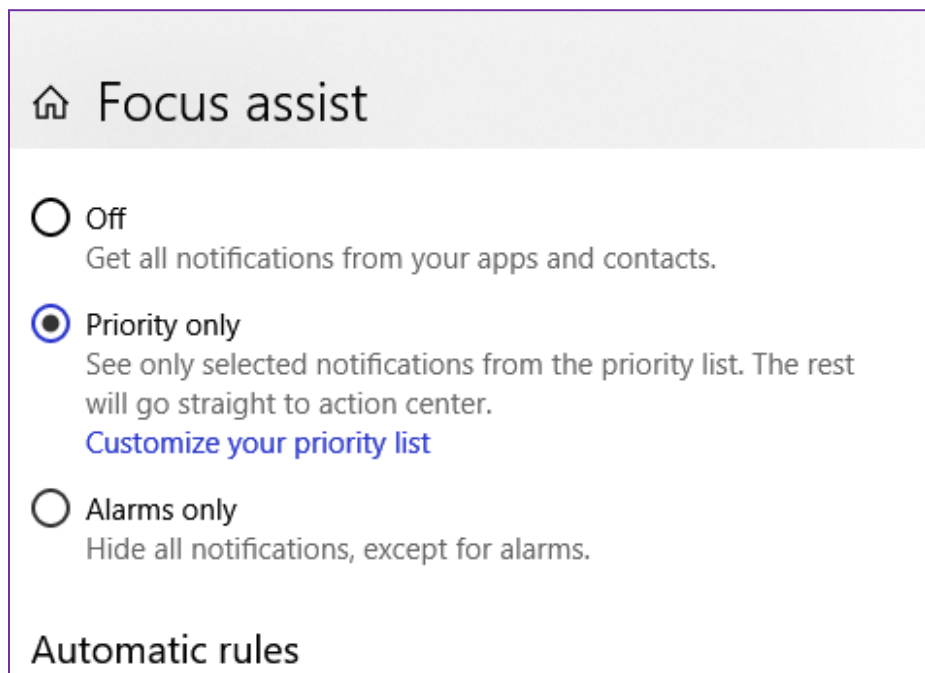 Focus assist
Off
Get all notifications from your apps and contacts.
Priority only
See only selected notifications from the priority list. The rest
will go straight to action center.
Customize your priority list
Alarms only
Hide all notifications, except for alarms.
Automatic rules